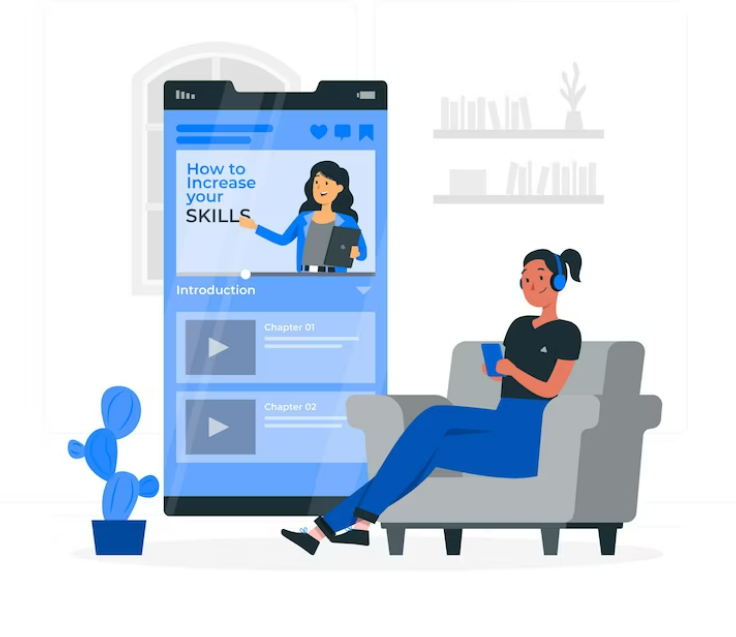 How to
Increase
your
SKILLS
Introduction
Chapter 01
Chapter 02